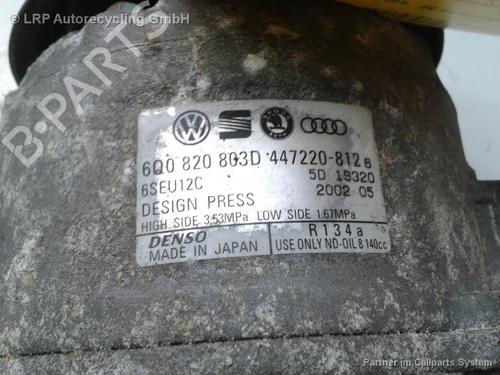 © LRP Autorecycling GmbH
B-PARTS
6Q0 820 803D 447220-8126
6SEU12C 5D 19320
DESIGN PRESS 2002 05
HIGH SIDE 3.53MPa LOW SIDE 1.67MPa
DENSO R134a
MADE IN JAPAN USE ONLY ND-OIL 8 140cc
Partner im Callparts System